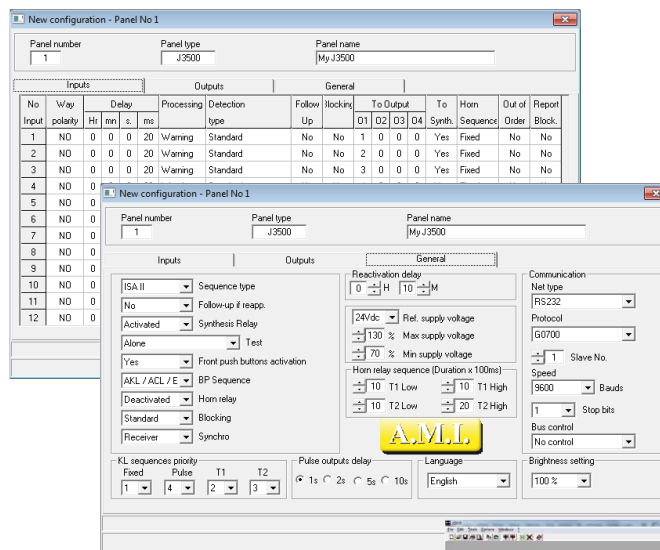 New configuration - Panel No 1
Panel number Panel type Panel name
1 J3500 My J3500
Inputs Outputs General
No Way Delay Processing Detection Follow To Output To Horn Out of Report
Input polarity Hr mn s. ms type Up O1 O2 O3 O4 Synth. Sequence Order Block.
1 NO 0 0 0 20 Warning Standard No No 1 0 0 0 Yes Fixed No No
2 NO 0 0 0 20 Warning Standard No No 2 0 0 0 Yes Fixed No No
3 NO 0 0 0 20 Warning Standard No No 3 0 0 0 Yes Fixed No No
4 NO
5 NO 0
6 NO 0
7 NO 0
8 NO 0
9 NO 0
10 NO 0
11 NO 0
12 NO 0
New configuration - Panel No 1
Panel number Panel type Panel name
1 J3500 My J3500
Inputs Outputs General
ISA II Sequence type
No Follow-up if reapp.
Activated Synthesis Relay
Alone Test
Yes Front push buttons activation
AKL / ACL / E BP Sequence
Deactivated Horn relay
Standard Blocking
Receiver Synchro
Reactivation delay
0 H 10 M
24Vdc Ref. supply voltage
130 % Max supply voltage
70 % Min supply voltage
Horn relay sequence (Duration x 100ms)
10 T1 Low 10 T1 High
10 T2 Low 20 T2 High
A.M.I.
Communication
Net type
RS232
Protocol
G0700
1 Slave No.
Speed
9600 Bauds
1 Stop bits
Bus control
No control
KL sequences priority
Fixed Pulse T1 T2
1 4 2 3
Pulse outputs delay
1s 2s 5s 10s
Language
English
Brightness setting
100 %